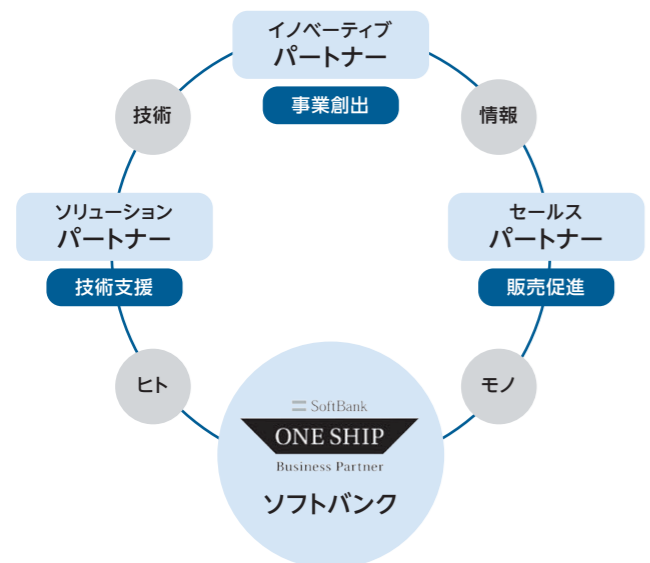 イノベーティブ
パートナー
事業創出
技術
情報
ソリューション
パートナー
技術支援
セールス
パートナー
販売促進
ヒト
モノ
SoftBank
ONE SHIP
Business Partner
ソフトバンク